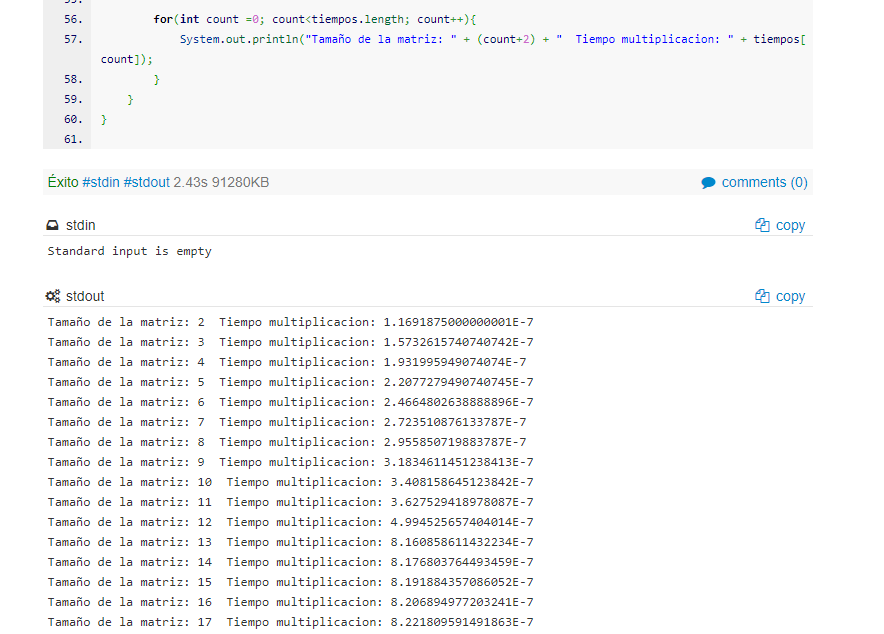 56. for(int count =0; count<tiempos.length; count++){
57. System.out.println("Tamaño de la matriz: " + (count+2) + "  Tiempo multiplicacion: " + tiempos[
count]);
58. }
59. }
60. }
61.
Éxito #stdin #stdout 2.43s 91280KB
comments (0)
stdin
copy
Standard input is empty
stdout
copy
Tamaño de la matriz: 2  Tiempo multiplicacion: 1.1691875000000001E-7
Tamaño de la matriz: 3  Tiempo multiplicacion: 1.5732615740740742E-7
Tamaño de la matriz: 4  Tiempo multiplicacion: 1.931995949074074E-7
Tamaño de la matriz: 5  Tiempo multiplicacion: 2.2077279490740745E-7
Tamaño de la matriz: 6  Tiempo multiplicacion: 2.4664802638888896E-7
Tamaño de la matriz: 7  Tiempo multiplicacion: 2.723510876133787E-7
Tamaño de la matriz: 8  Tiempo multiplicacion: 2.955850719883787E-7
Tamaño de la matriz: 9  Tiempo multiplicacion: 3.1834611451238413E-7
Tamaño de la matriz: 10  Tiempo multiplicacion: 3.408158645123842E-7
Tamaño de la matriz: 11  Tiempo multiplicacion: 3.627529418978087E-7
Tamaño de la matriz: 12  Tiempo multiplicacion: 4.994525657404014E-7
Tamaño de la matriz: 13  Tiempo multiplicacion: 8.160858611432234E-7
Tamaño de la matriz: 14  Tiempo multiplicacion: 8.176803764493459E-7
Tamaño de la matriz: 15  Tiempo multiplicacion: 8.191884357086052E-7
Tamaño de la matriz: 16  Tiempo multiplicacion: 8.206894977203241E-7
Tamaño de la matriz: 17  Tiempo multiplicacion: 8.221809591491863E-7